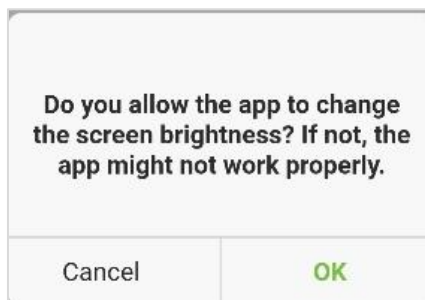 Do you allow the app to change
the screen brightness? If not, the
app might not work properly.
Cancel
OK